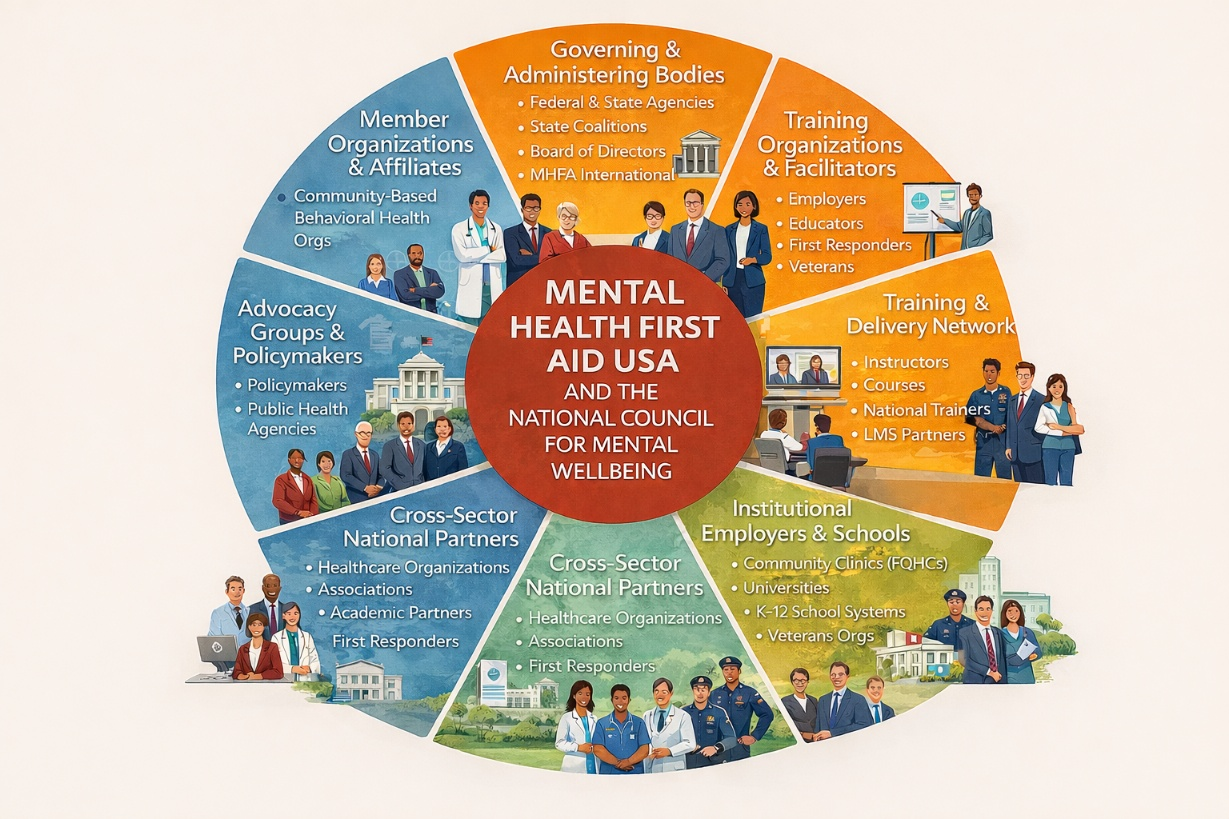 Governing &
Administering Bodies
• Federal & State Agencies
• State Coalitions
• Board of Directors
• MHFA International
Training
Organizations
& Facilitators
• Employers
• Educators
• First Responders
• Veterans
Training &
Delivery Network
• Instructors
• Courses
• National Trainers
• LMS Partners
Institutional
Employers & Schools
• Community Clinics (FQHCs)
• Universities
• K-12 School Systems
• Veterans Orgs
Cross-Sector
National Partners
• Healthcare Organizations
• Associations
• First Responders
Cross-Sector
National Partners
• Healthcare Organizations
• Associations
• Academic Partners
First Responders
Advocacy
Groups &
Policymakers
• Policymakers
• Public Health
Agencies
Member
Organizations
& Affiliates
• Community-Based
Behavioral Health
Orgs
MENTAL
HEALTH FIRST
AID USA
AND THE
NATIONAL COUNCIL
FOR MENTAL
WELLBEING